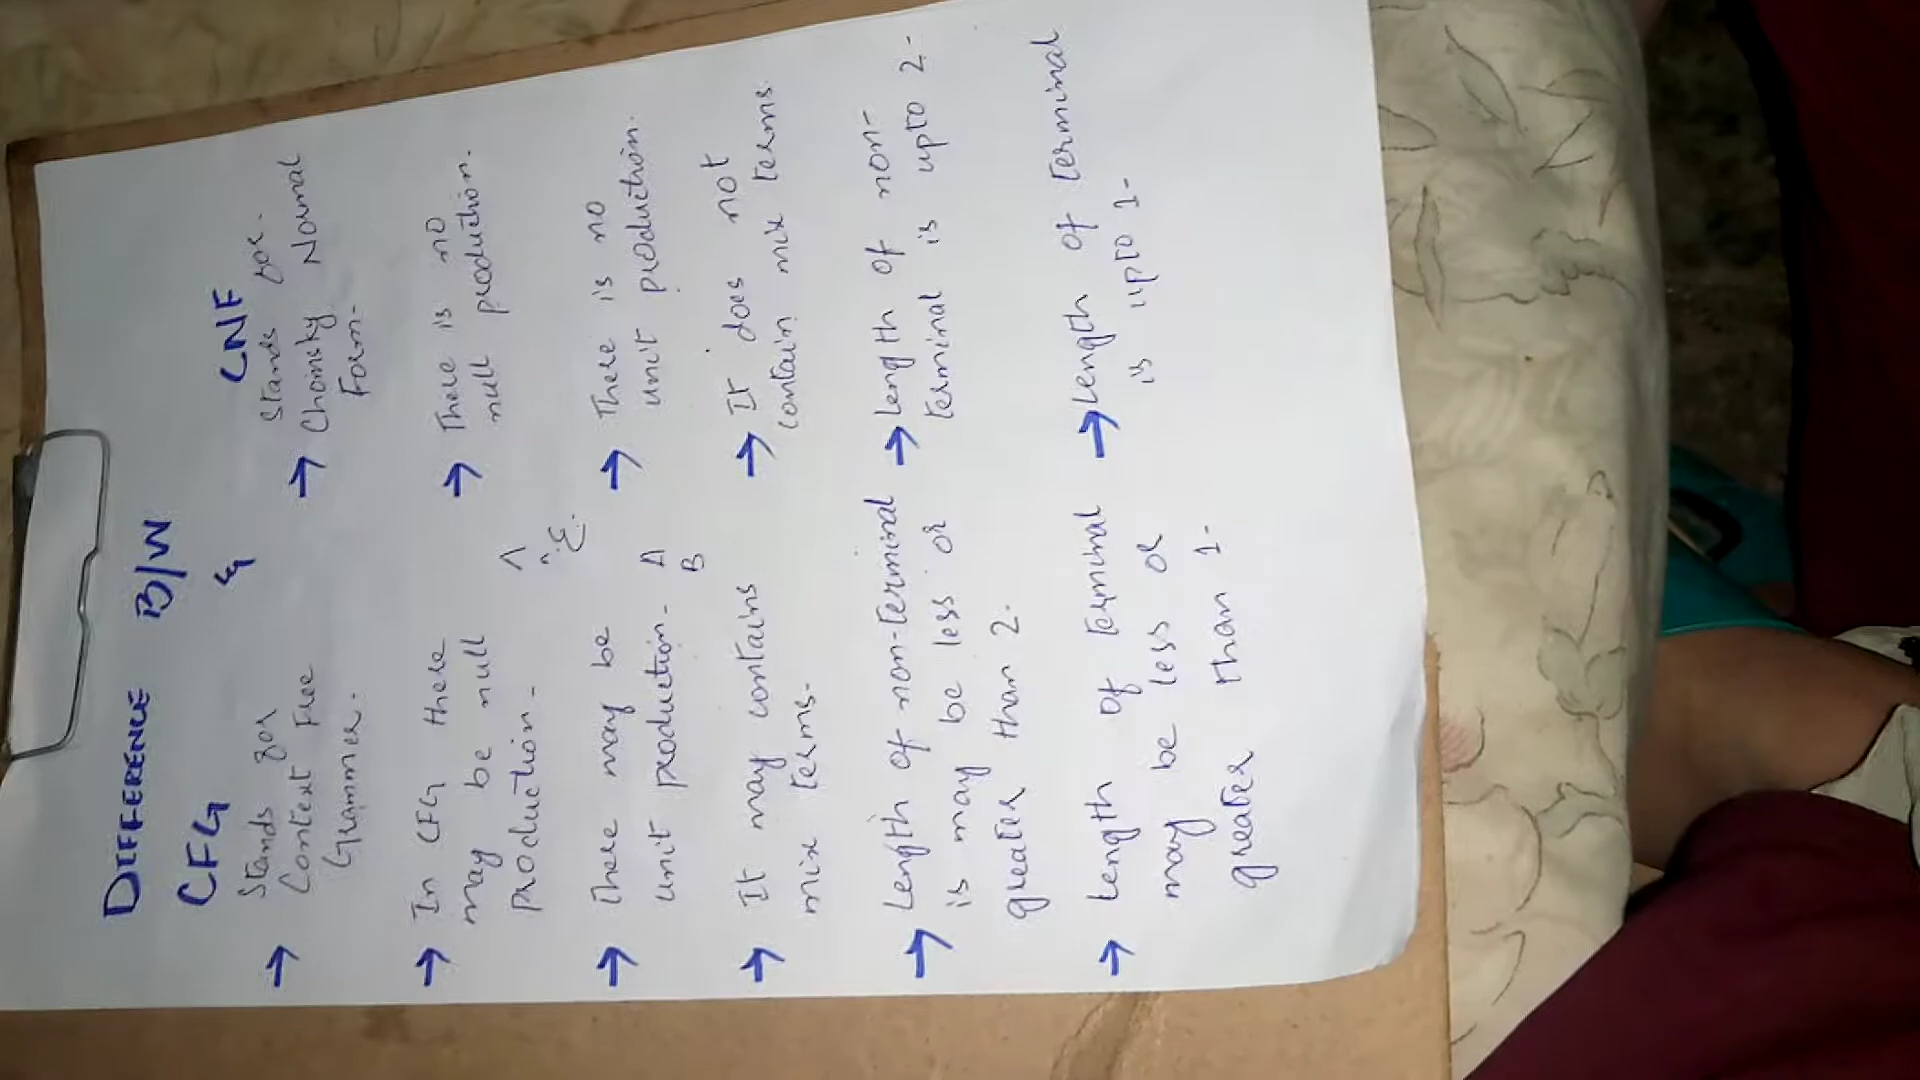 DIFFERENCE B/W
CFG & CNF
→ Stands for
Context Free
Grammer.
→ Stands for.
Chomsky Normal
Form-
→ In CFG there
may be null
production-
Λ
^ ε.
→ There is no
null production.
→ There may be
unit production- A
B
→ There is no
unit production.
→ It may contains
mix terms.
→ It does not
contain mix terms.
→ Length of non-terminal
is may be less or
greater than 2.
→ Length of non-
terminal is upto 2-
→ Length of terminal
may be less or
greater than 1-
→ Length of terminal
is upto 1-